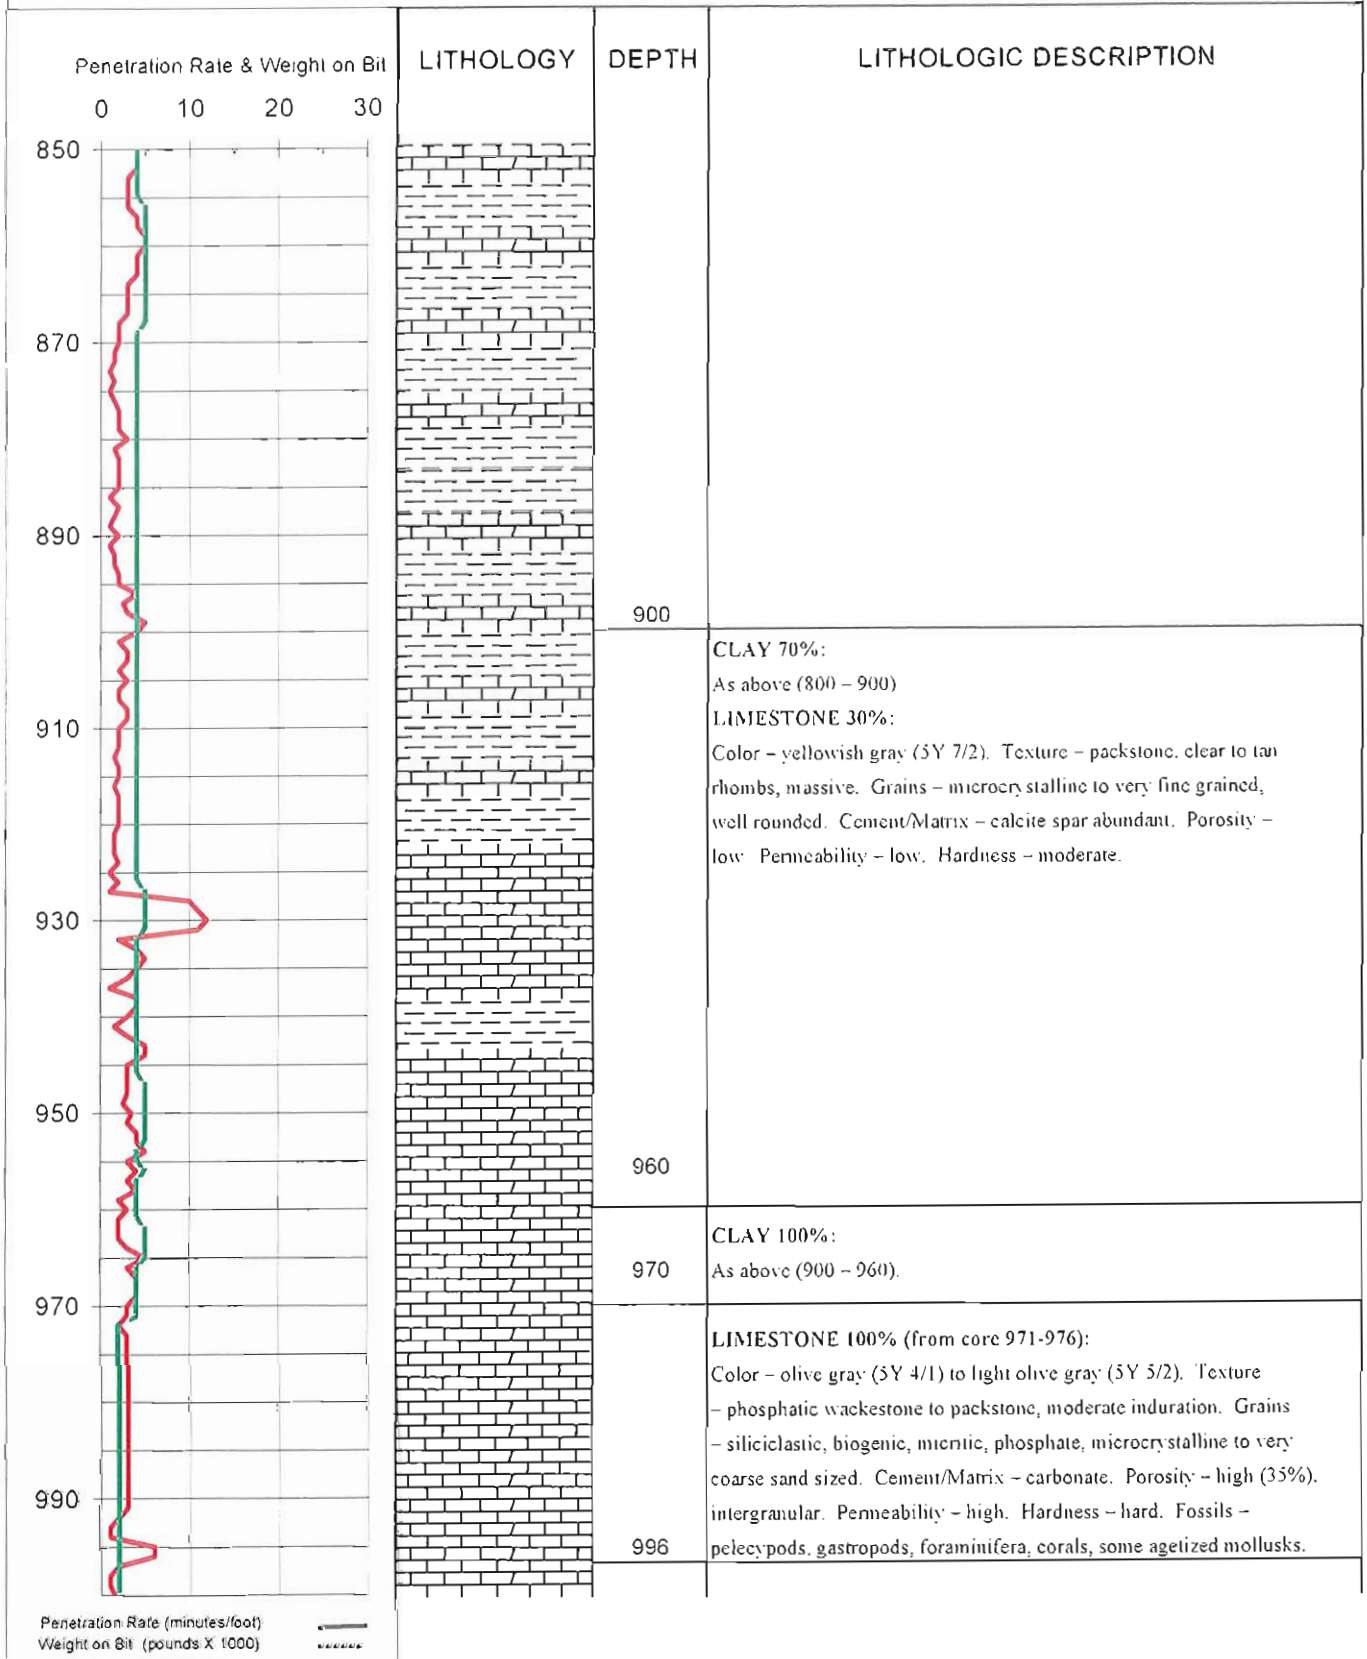 Penetration Rate & Weight on Bit
LITHOLOGY
DEPTH
LITHOLOGIC DESCRIPTION
0 10 20 30
850
870
890
900
CLAY 70%:
As above (800 – 900)
LIMESTONE 30%:
910
Color – yellowish gray (5Y 7/2). Texture – packstone, clear to tan
rhombs, massive. Grains – microcrystalline to very fine grained,
well rounded. Cement/Matrix – calcite spar abundant. Porosity –
low Permeability – low. Hardness – moderate.
930
950
960
CLAY 100%:
970
As above (900 – 960).
970
LIMESTONE 100% (from core 971-976):
Color – olive gray (5Y 4/1) to light olive gray (5Y 5/2). Texture
– phosphatic wackestone to packstone, moderate induration. Grains
– siliciclastic, biogenic, micritic, phosphate, microcrystalline to very
coarse sand sized. Cement/Matrix – carbonate. Porosity – high (35%),
990
intergranular. Permeability – high. Hardness – hard. Fossils –
996
pelecypods, gastropods, foraminifera, corals, some agetized mollusks.
Penetration Rate (minutes/foot)
Weight on Bit (pounds X 1000)